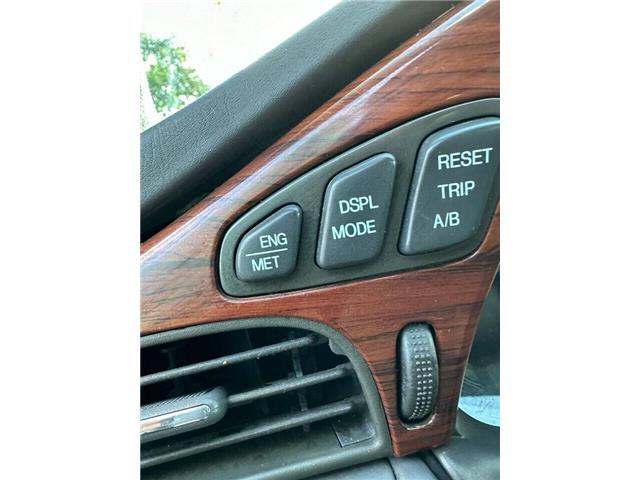 ENG
MET
DSPL
MODE
RESET
TRIP
A/B